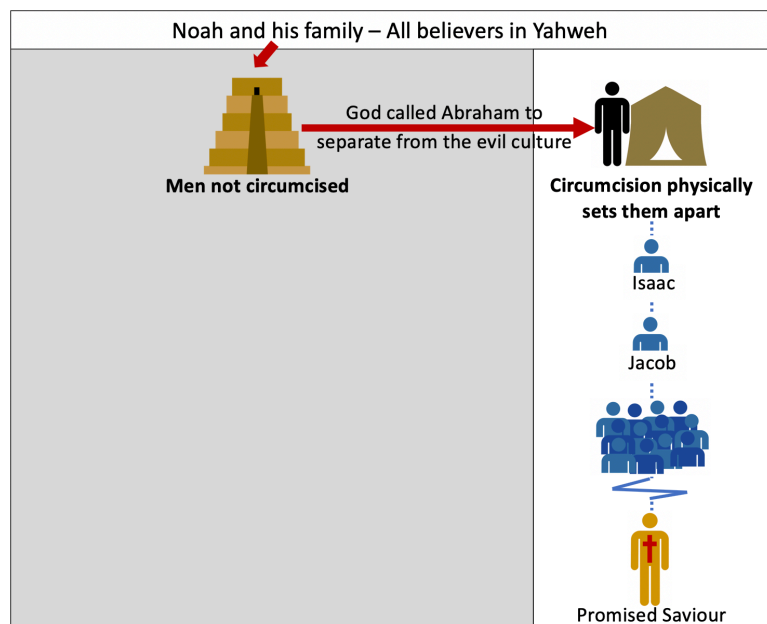 Noah and his family – All believers in Yahweh
God called Abraham to
separate from the evil culture
Men not circumcised
Circumcision physically
sets them apart
Isaac
Jacob
Promised Saviour